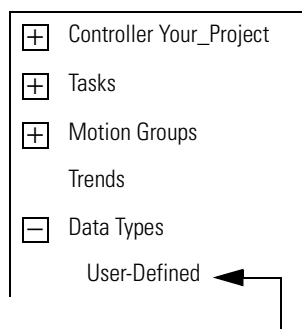 Controller Your_Project
Tasks
Motion Groups
Trends
Data Types
User-Defined